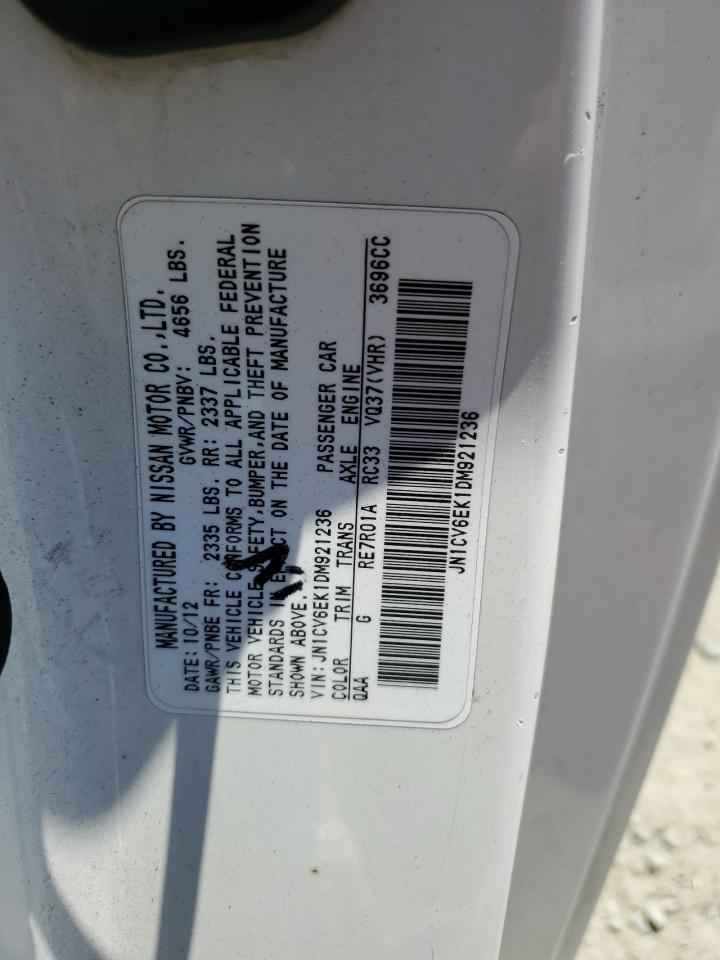 MANUFACTURED BY NISSAN MOTOR CO.,LTD.
DATE: 10/12 GVWR/PNBV: 4656 LBS.
GAWR/PNBE FR: 2335 LBS. RR: 2337 LBS.
THIS VEHICLE CONFORMS TO ALL APPLICABLE FEDERAL
MOTOR VEHICLE SAFETY,BUMPER,AND THEFT PREVENTION
STANDARDS EFFECT ON THE DATE OF MANUFACTURE
SHOWN ABOVE.
VIN:JN1CV6EK1DM921236 PASSENGER CAR
COLOR TRIM TRANS AXLE ENGINE
QAA G RE7R01A RC33 VQ37(VHR) 3696CC
JN1CV6EK1DM921236